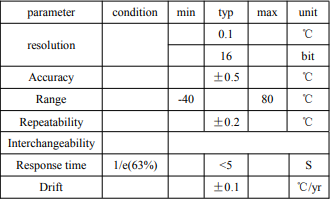 parameter condition min typ max unit
resolution 0.1 ℃
16 bit
Accuracy ±0.5 ℃
Range -40 80 ℃
Repeatability ±0.2 ℃
Interchangeability
Response time 1/e(63%) <5 S
Drift ±0.1 ℃/yr